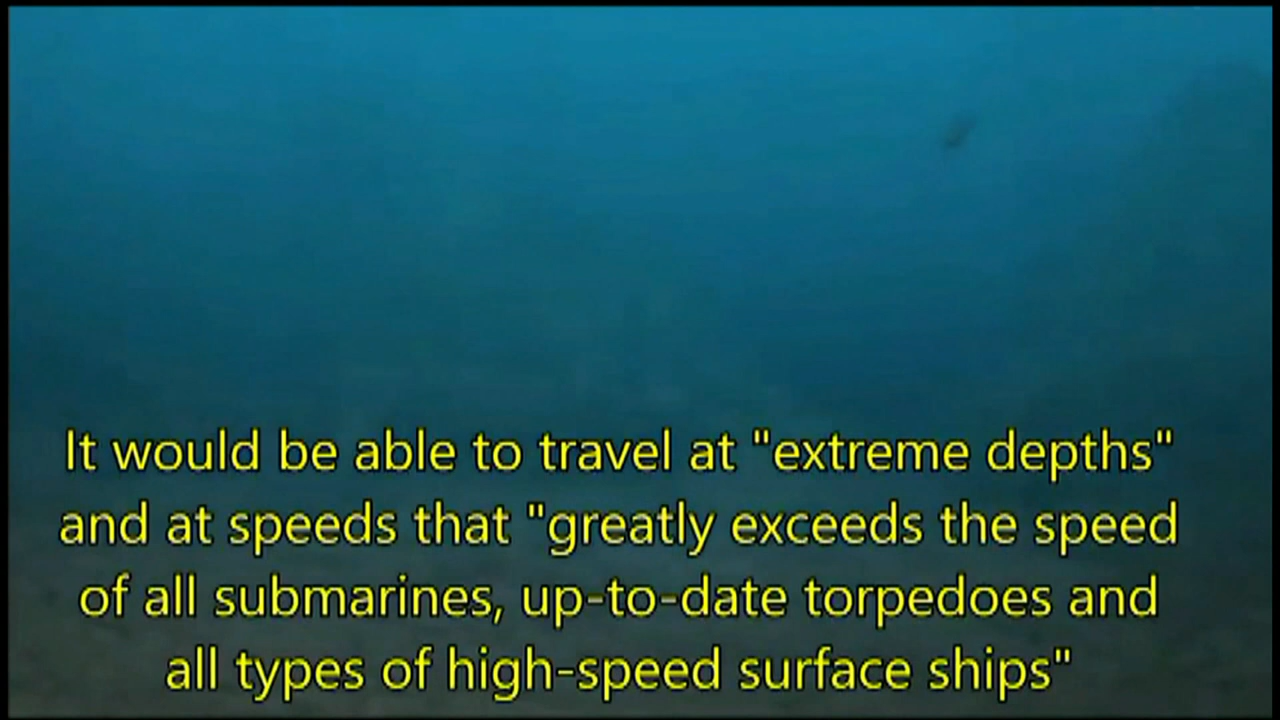 It would be able to travel at "extreme depths"
and at speeds that "greatly exceeds the speed
of all submarines, up-to-date torpedoes and
all types of high-speed surface ships"